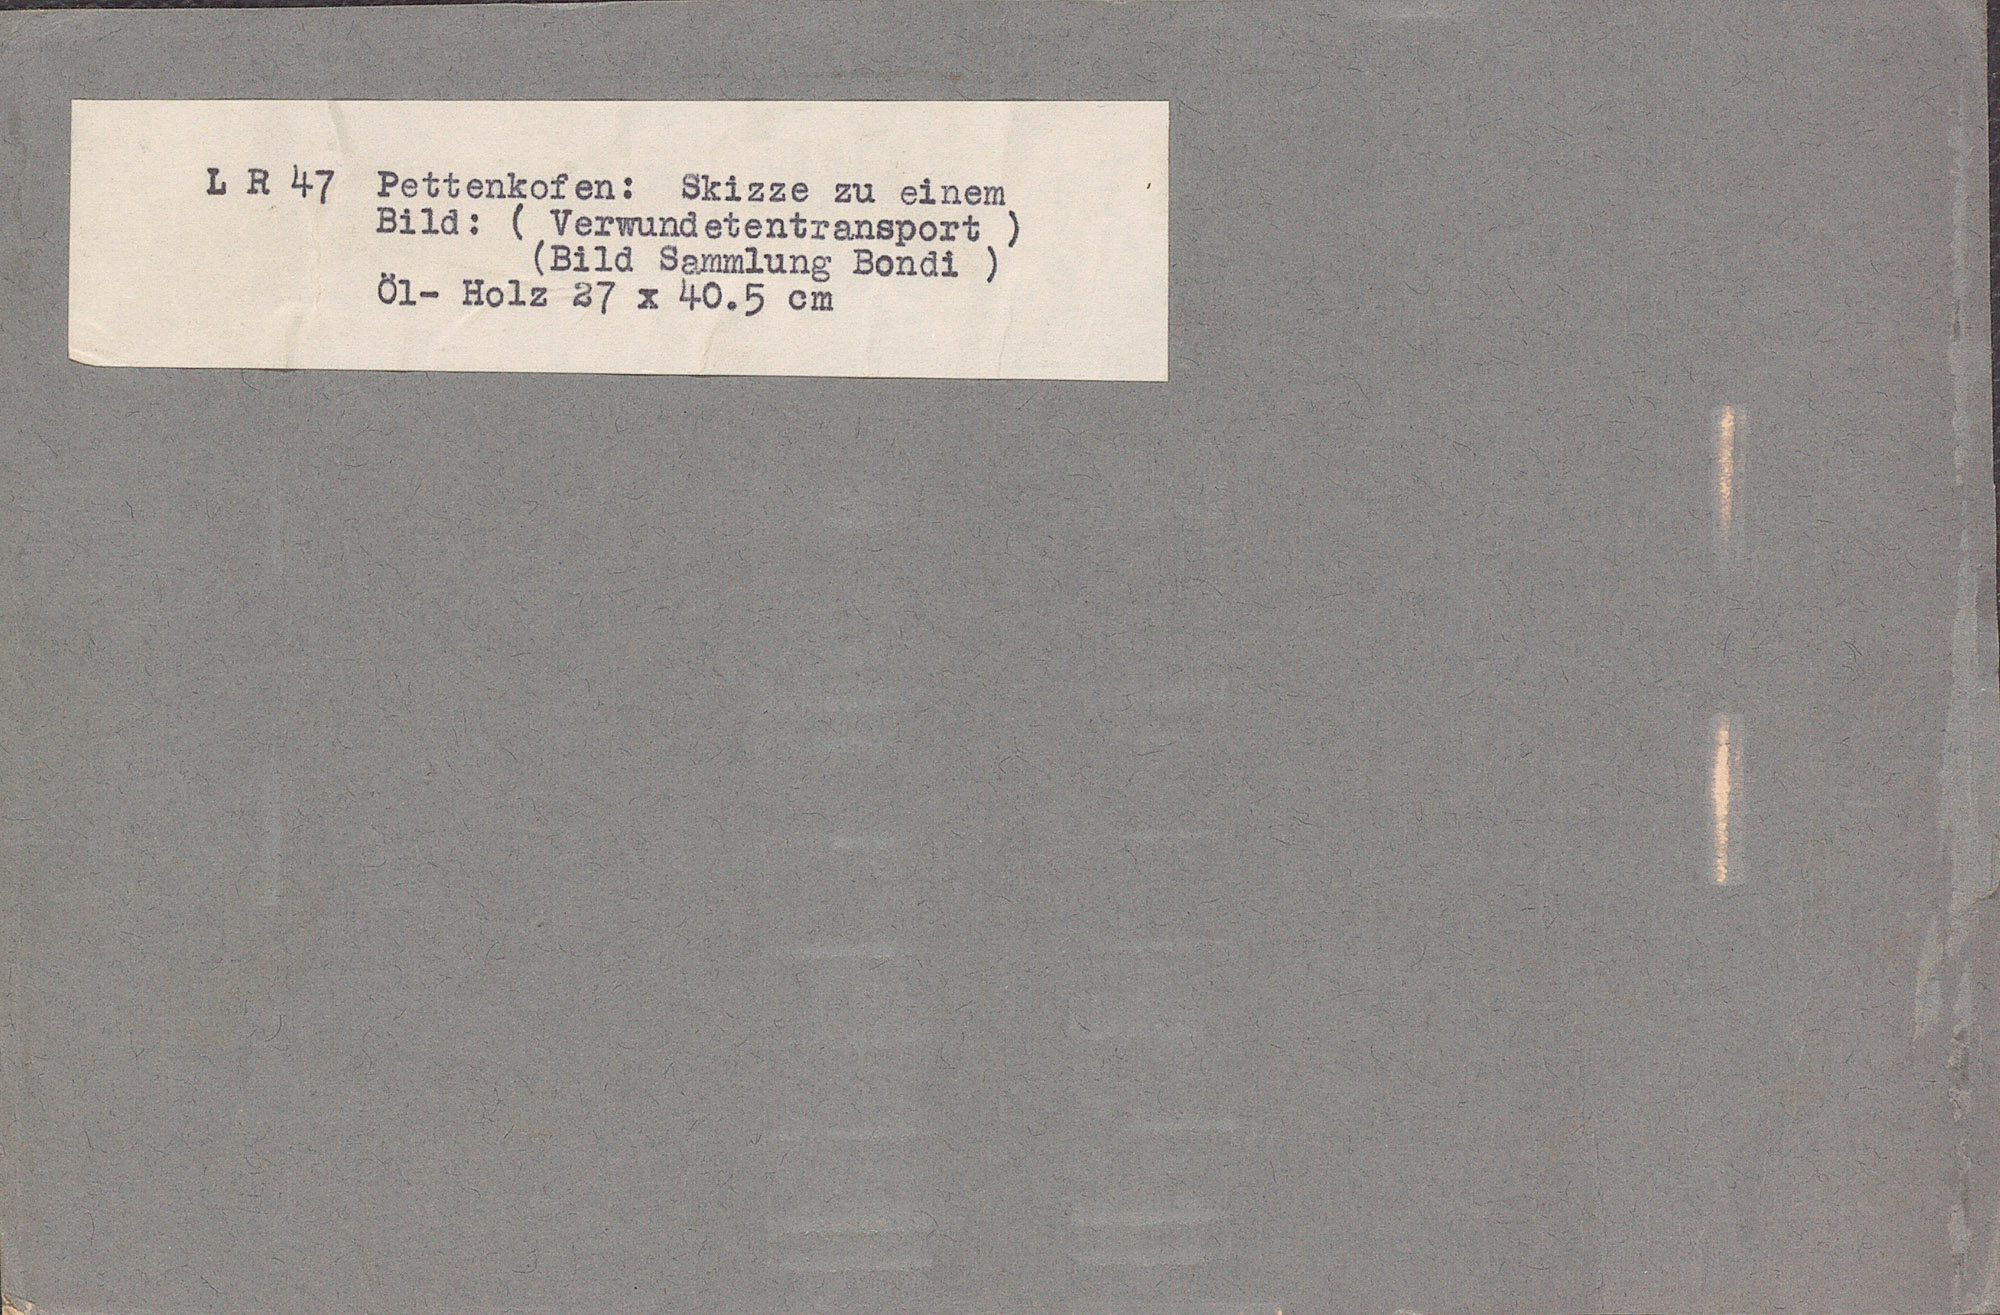 L R 47 Pettenkofen: Skizze zu einem
Bild: ( Verwundetentransport )
(Bild Sammlung Bondi )
Öl- Holz 27 x 40.5 cm